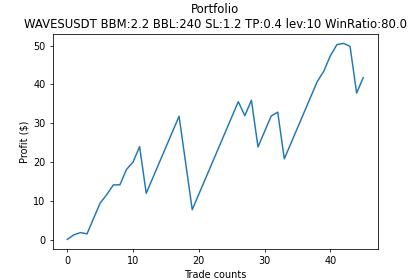 Portfolio
WAVESUSDT BBM:2.2 BBL:240 SL:1.2 TP:0.4 lev:10 WinRatio:80.0
50
40
30
20
10
0
Profit ($)
0 10 20 30 40
Trade counts